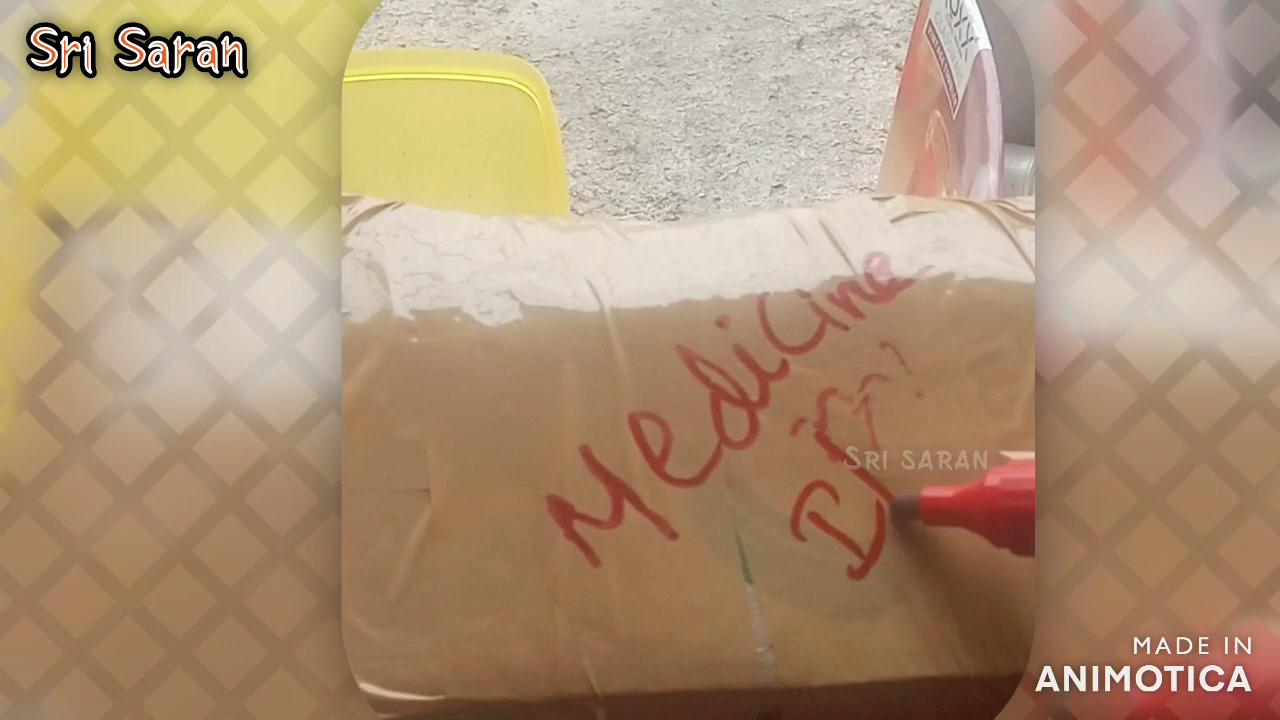 Sri Saran
Medicine
SRI SARAN
MADE IN
ANIMOTICA